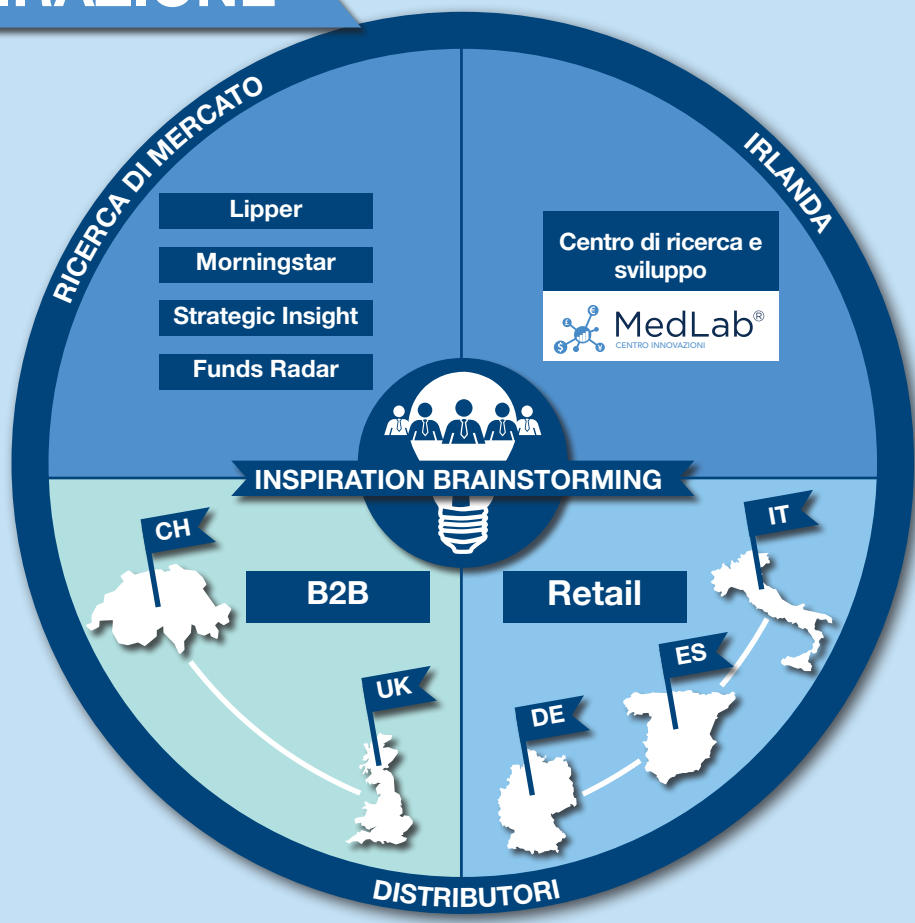 RICERCA DI MERCATO
IRLANDA
Lipper
Morningstar
Strategic Insight
Funds Radar
Centro di ricerca e
sviluppo
MedLab®
CENTRO INNOVAZIONI
€
£
$
¥
INSPIRATION BRAINSTORMING
CH
IT
B2B
Retail
ES
UK
DE
DISTRIBUTORI